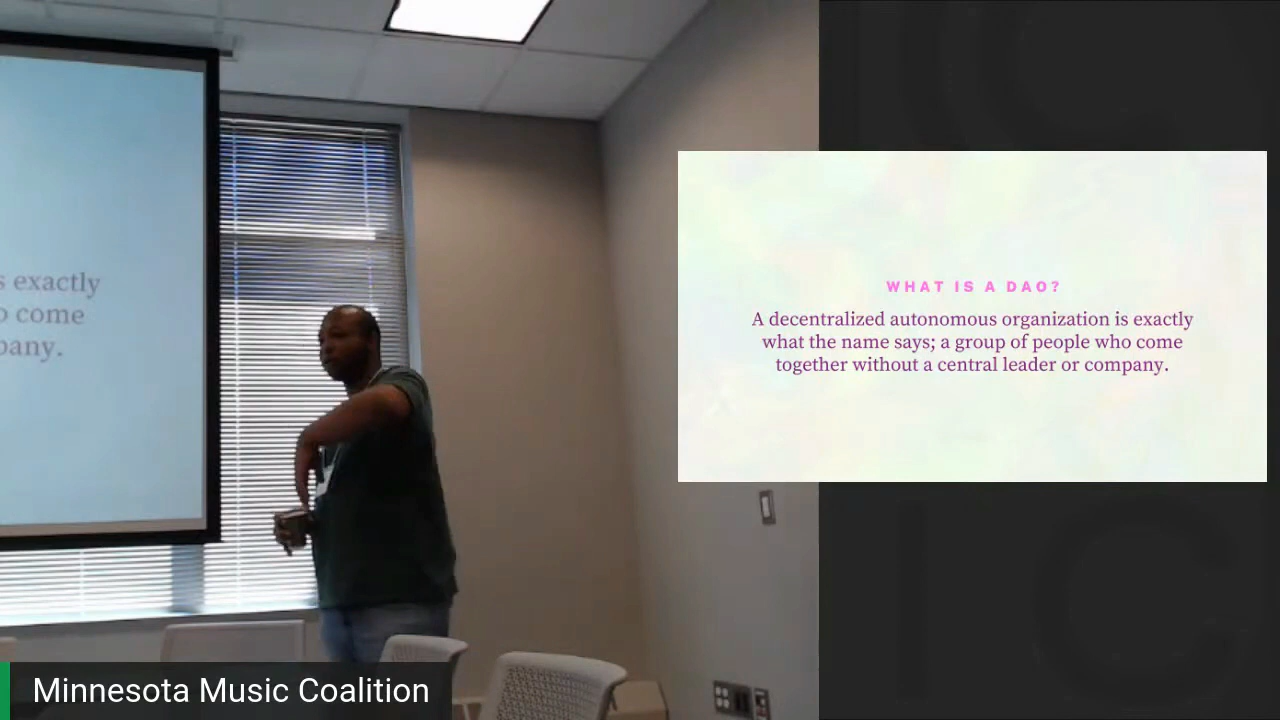 s exactly
come
pany.
WHAT IS A DAO?
A decentralized autonomous organization is exactly
what the name says; a group of people who come
together without a central leader or company.
Minnesota Music Coalition